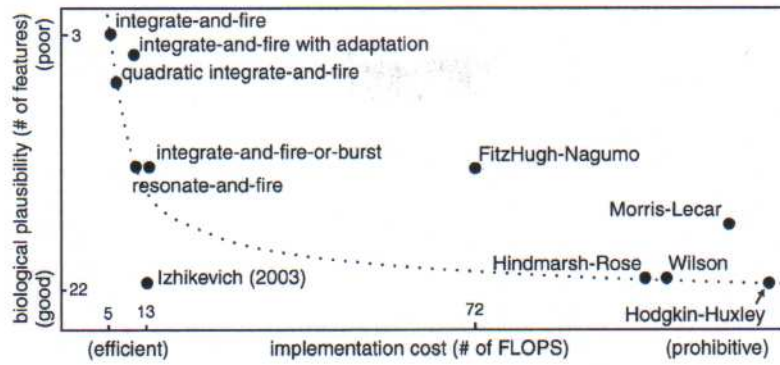 biological plausibility (# of features)
(poor)
(good)
3
22
integrate-and-fire
integrate-and-fire with adaptation
quadratic integrate-and-fire
integrate-and-fire-or-burst
resonate-and-fire
FitzHugh-Nagumo
Morris-Lecar
Hindmarsh-Rose
Wilson
Izhikevich (2003)
Hodgkin-Huxley
5
13
72
(efficient)
implementation cost (# of FLOPS)
(prohibitive)